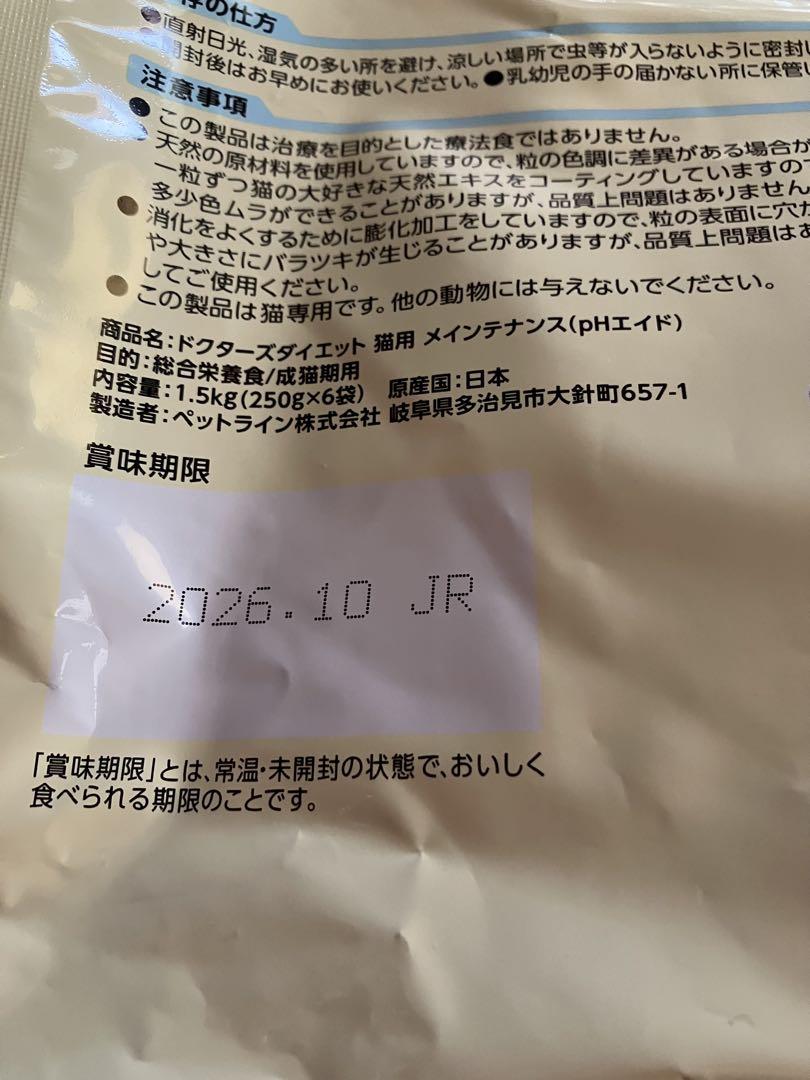 存の仕方
●直射日光、湿気の多い所を避け、涼しい場所で虫等が入らないように密封
開封後はお早めにお使いください。●乳幼児の手の届かない所に保管
注意事項
●この製品は治療を目的とした療法食ではありません。
天然の原材料を使用していますので、粒の色調に差異がある場合が
一粒ずつ猫の大好きな天然エキスをコーティングしていますので
多少色ムラができることがありますが、品質上問題はありません
●消化をよくするために膨化加工をしていますので、粒の表面に穴が
や大きさにバラツキが生じることがありますが、品質上問題は
してご使用ください。
●この製品は猫専用です。他の動物には与えないでください。
商品名：ドクターズダイエット 猫用 メインテナンス(pHエイド)
目的：総合栄養食/成猫期用
内容量：1.5kg(250g×6袋) 原産国：日本
製造者：ペットライン株式会社 岐阜県多治見市大針町657-1
賞味期限
2026.10 JR
「賞味期限」とは、常温・未開封の状態で、おいしく
食べられる期限のことです。